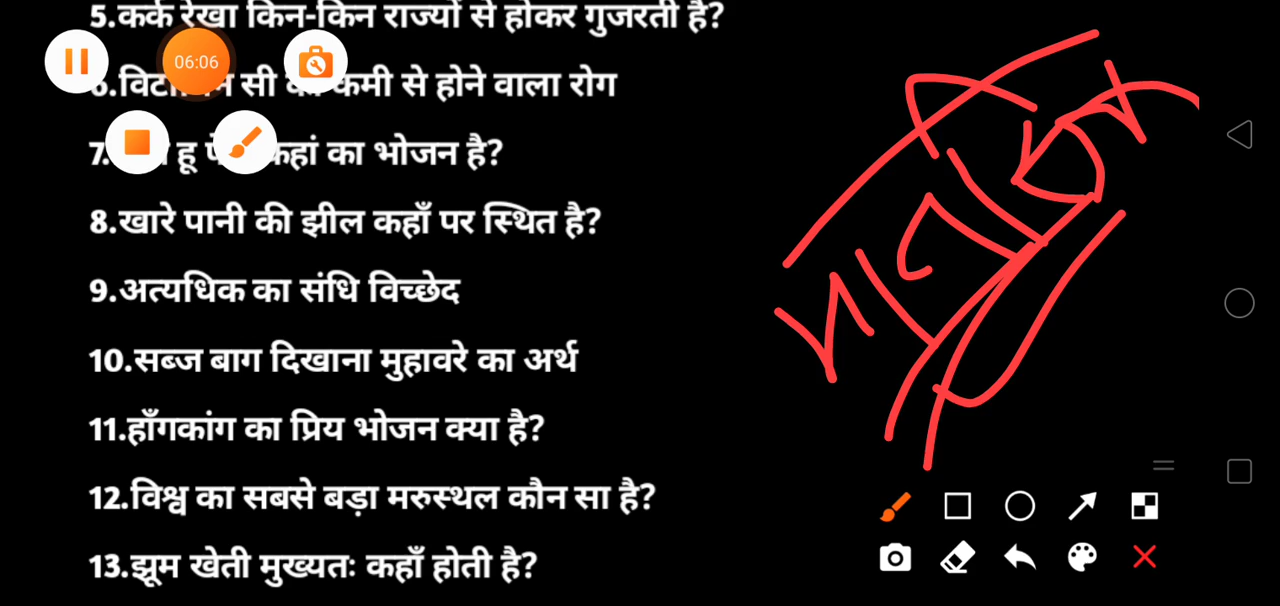 5.कर्क रेखा किन-किन राज्यों से होकर गुजरती है?
06:06
सी कमी से होने वाला रोग
7. हू कहां का भोजन है?
8.खारे पानी की झील कहाँ पर स्थित है?
9.अत्यधिक का संधि विच्छेद
10.सब्ज बाग दिखाना मुहावरे का अर्थ
11.हाँगकांग का प्रिय भोजन क्या है?
12.विश्व का सबसे बड़ा मरुस्थल कौन सा है?
13.झूम खेती मुख्यतः कहाँ होती है?